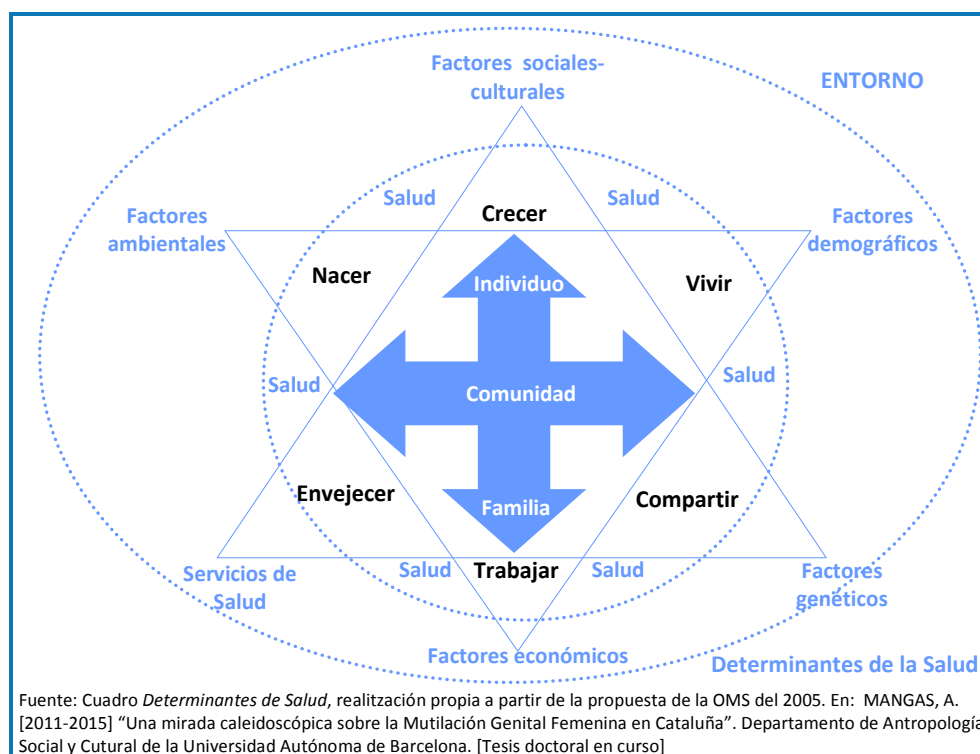 Factores sociales-
culturales
ENTORNO
Salud
Salud
Crecer
Factores
ambientales
Factores
demográficos
Nacer
Individuo
Vivir
Salud
Comunidad
Salud
Envejecer
Familia
Compartir
Servicios de
Salud
Salud
Trabajar
Salud
Factores
genéticos
Factores económicos
Determinantes de la Salud
Fuente: Cuadro Determinantes de Salud, realitzación propia a partir de la propuesta de la OMS del 2005. En: MANGAS, A.
[2011-2015] “Una mirada caleidoscópica sobre la Mutilación Genital Femenina en Cataluña”. Departamento de Antropología
Social y Cutural de la Universidad Autónoma de Barcelona. [Tesis doctoral en curso]